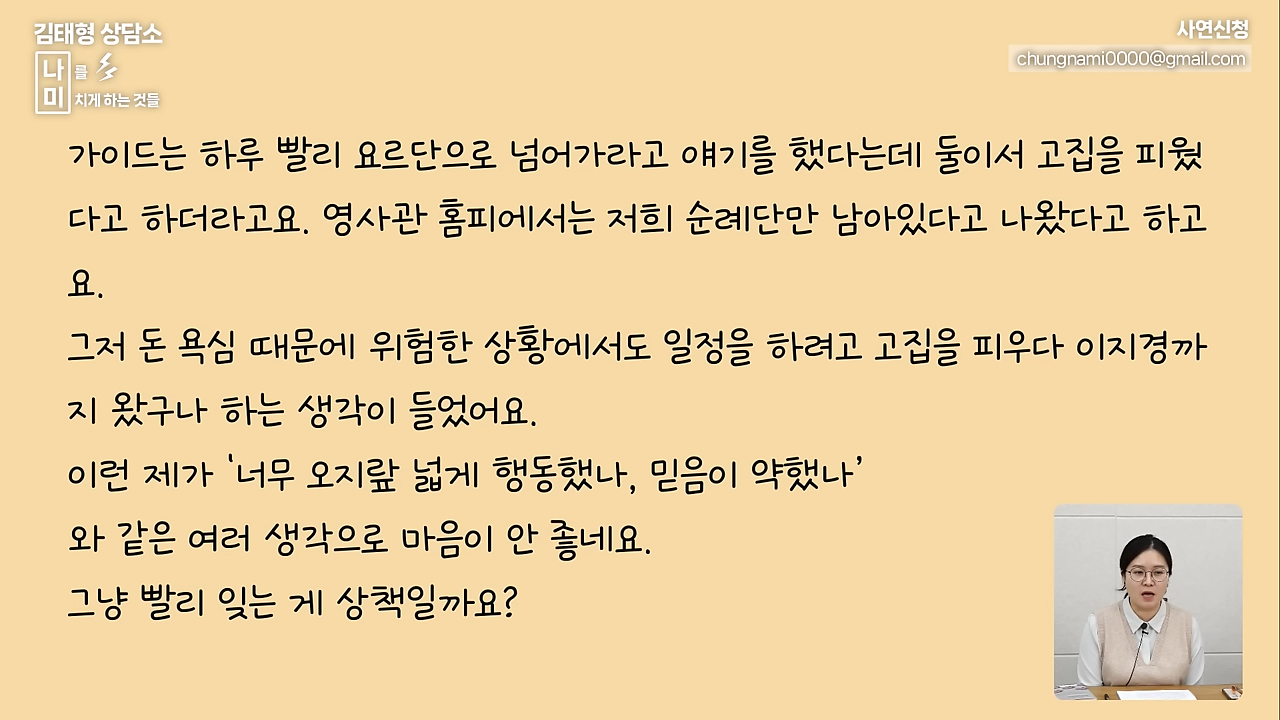 김태형 상담소
나를
미치게 하는 것들
사연신청
chungnami0000@gmail.com
가이드는 하루 빨리 요르단으로 넘어가라고 얘기를 했다는데 둘이서 고집을 피웠
다고 하더라고요. 영사관 홈피에서는 저희 순례단만 남아있다고 나왔다고 하고
요.
그저 돈 욕심 때문에 위험한 상황에서도 일정을 하려고 고집을 피우다 이지경까
지 왔구나 하는 생각이 들었어요.
이런 제가 '너무 오지랖 넓게 행동했나, 믿음이 약했나'
와 같은 여러 생각으로 마음이 안 좋네요.
그냥 빨리 잊는 게 상책일까요?